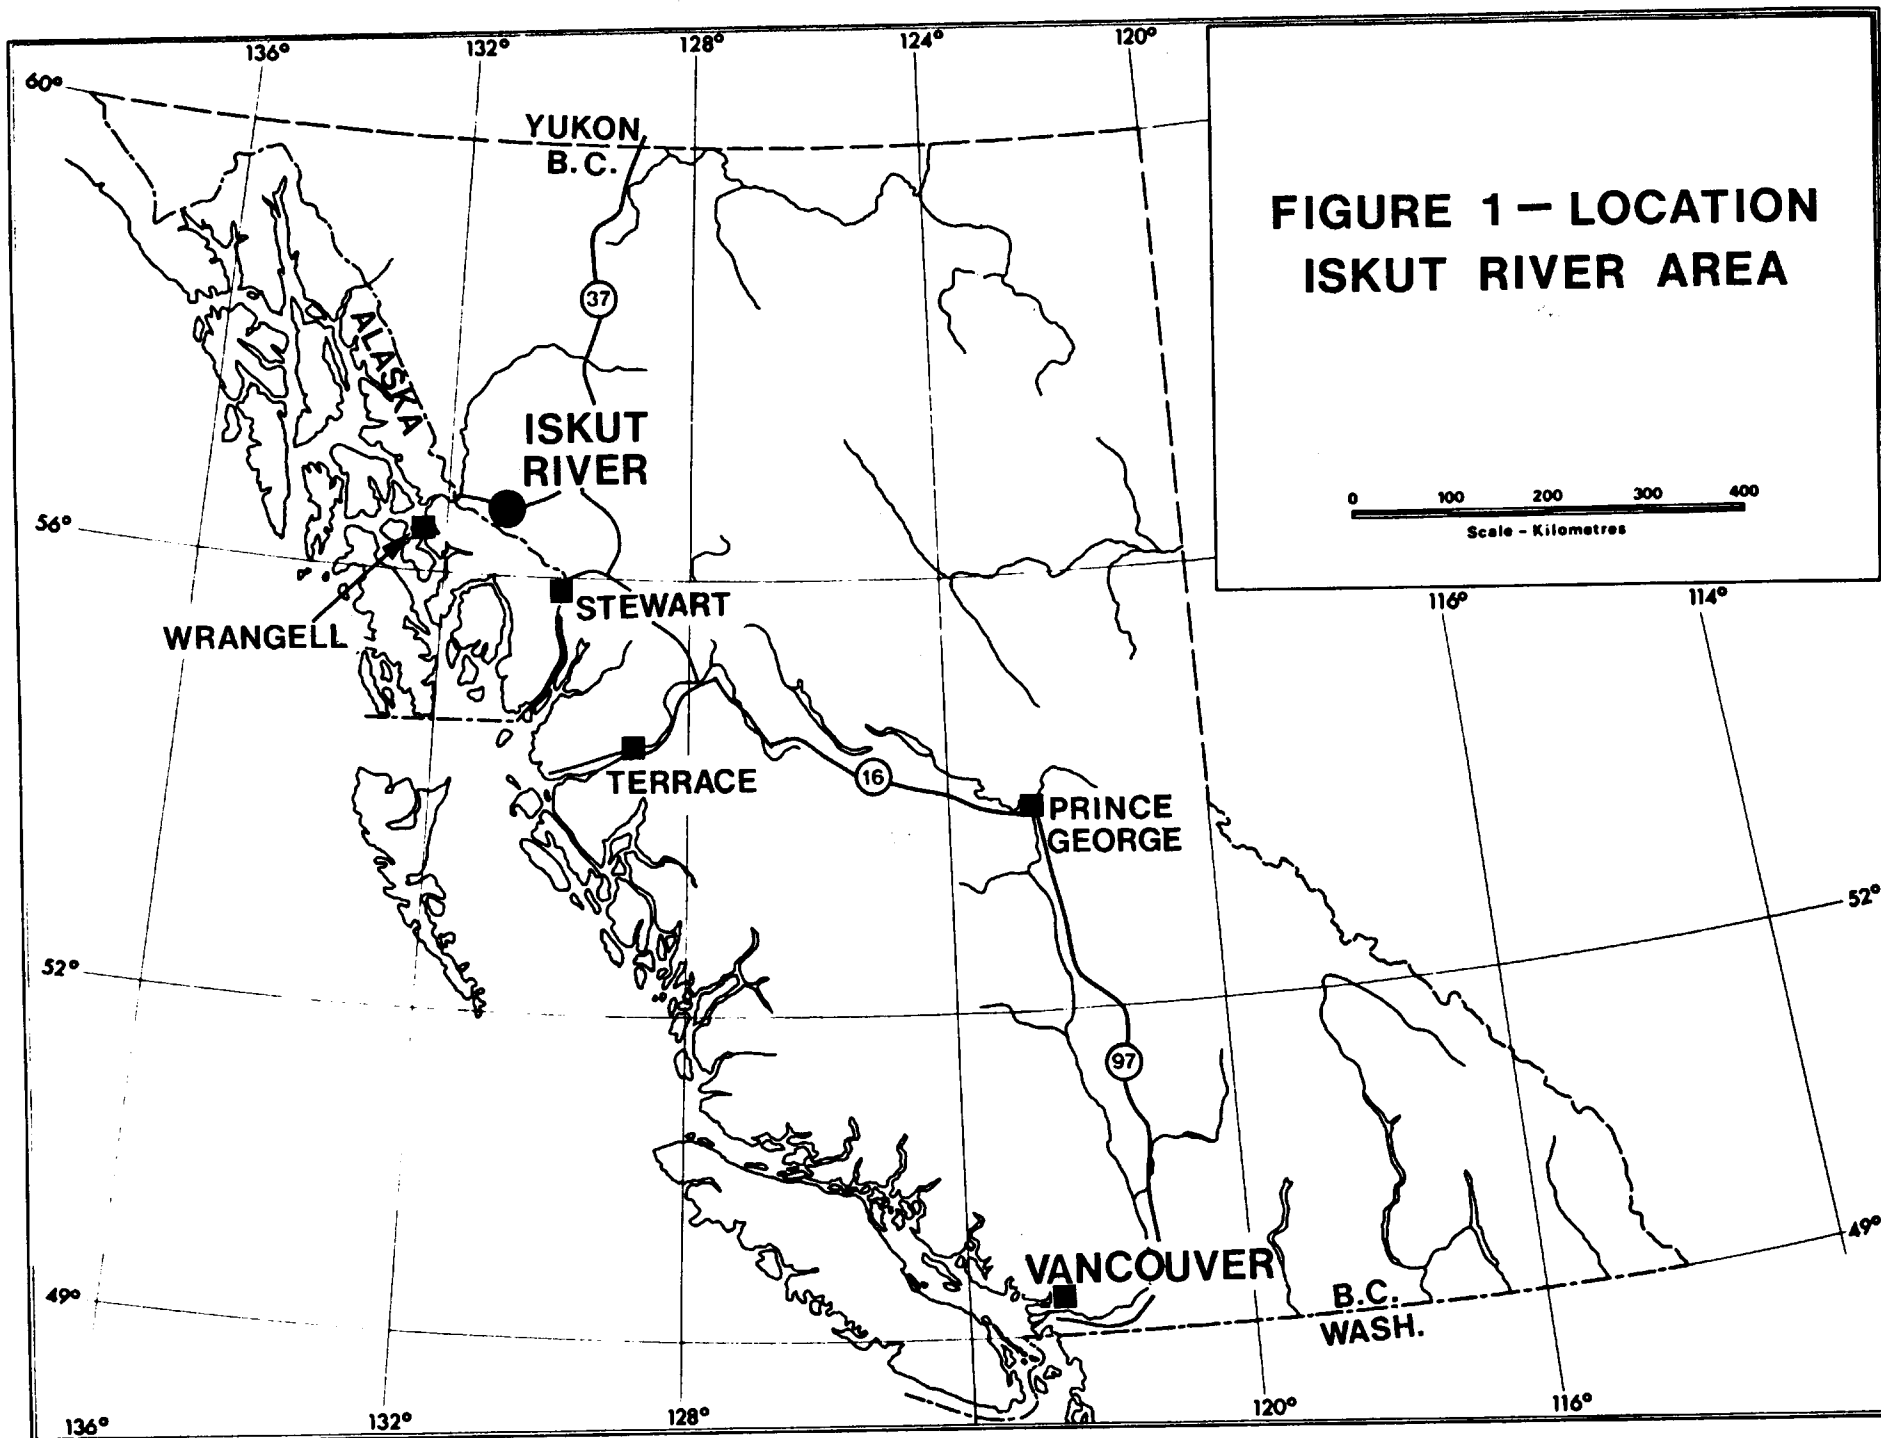 136° 132° 128° 124° 120°
60°
YUKON
B.C.
FIGURE 1 — LOCATION
ISKUT RIVER AREA
37
ALASKA
ISKUT
RIVER
0 100 200 300 400
Scale - Kilometres
56°
116° 114°
STEWART
WRANGELL
TERRACE
16
PRINCE
GEORGE
52°
52°
97
49°
VANCOUVER
49°
B.C.
WASH.
136° 132° 128° 120° 116°